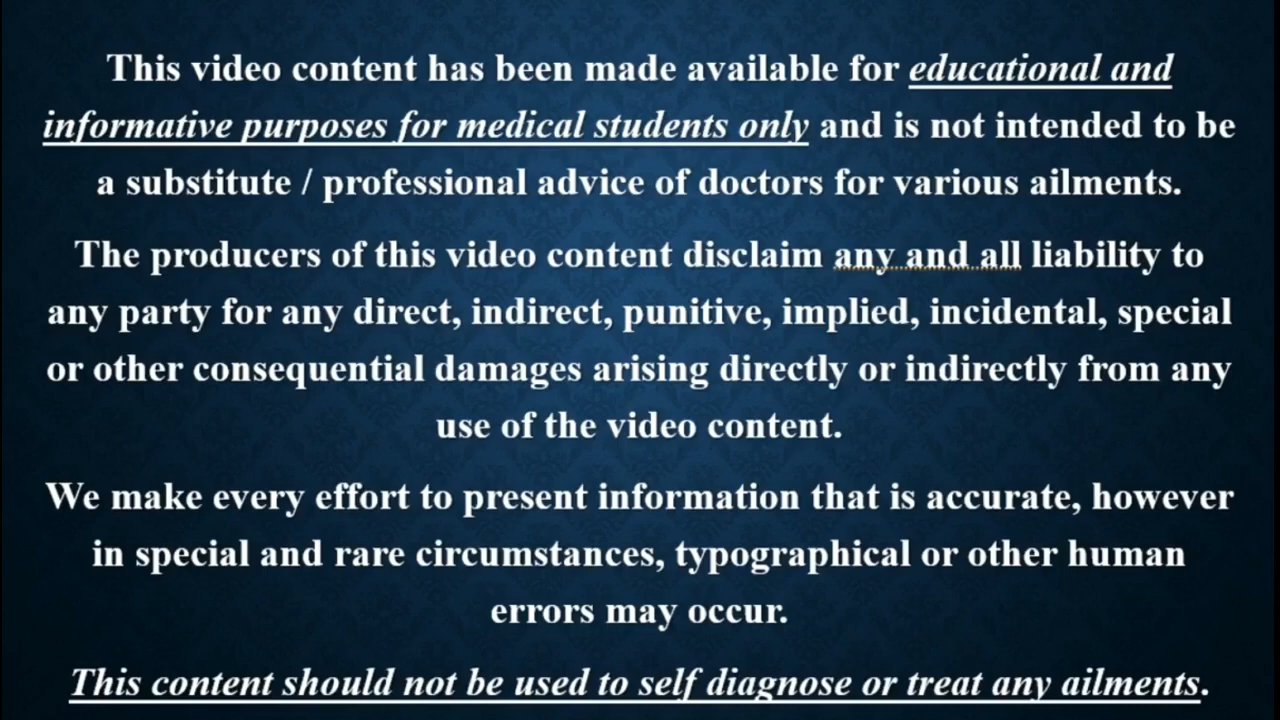 This video content has been made available for educational and
informative purposes for medical students only and is not intended to be
a substitute / professional advice of doctors for various ailments.
The producers of this video content disclaim any and all liability to
any party for any direct, indirect, punitive, implied, incidental, special
or other consequential damages arising directly or indirectly from any
use of the video content.
We make every effort to present information that is accurate, however
in special and rare circumstances, typographical or other human
errors may occur.
This content should not be used to self diagnose or treat any ailments.